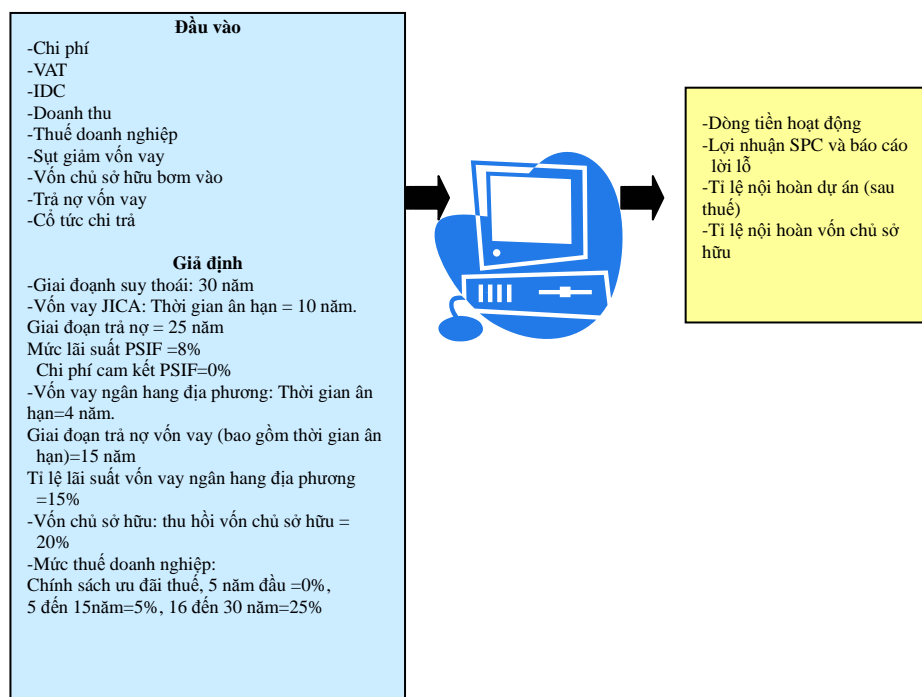 Đầu vào
-Chi phí
-VAT
-IDC
-Doanh thu
-Thuế doanh nghiệp
-Sụt giảm vốn vay
-Vốn chủ sở hữu bơm vào
-Trả nợ vốn vay
-Cổ tức chi trả
Giả định
-Giai đoạnh suy thoái: 30 năm
-Vốn vay JICA: Thời gian ân hạn = 10 năm.
Giai đoạn trả nợ = 25 năm
Mức lãi suất PSIF =8%
Chi phí cam kết PSIF=0%
-Vốn vay ngân hang địa phương: Thời gian ân
hạn=4 năm.
Giai đoạn trả nợ vốn vay (bao gồm thời gian ân
hạn)=15 năm
Tỉ lệ lãi suất vốn vay ngân hang địa phương
=15%
-Vốn chủ sở hữu: thu hồi vốn chủ sở hữu =
20%
-Mức thuế doanh nghiệp:
Chính sách ưu đãi thuế, 5 năm đầu =0%,
5 đến 15năm=5%, 16 đến 30 năm=25%
-Dòng tiền hoạt động
-Lợi nhuận SPC và báo cáo
lời lỗ
-Tỉ lệ nội hoàn dự án (sau
thuế)
-Tỉ lệ nội hoàn vốn chủ sở
hữu